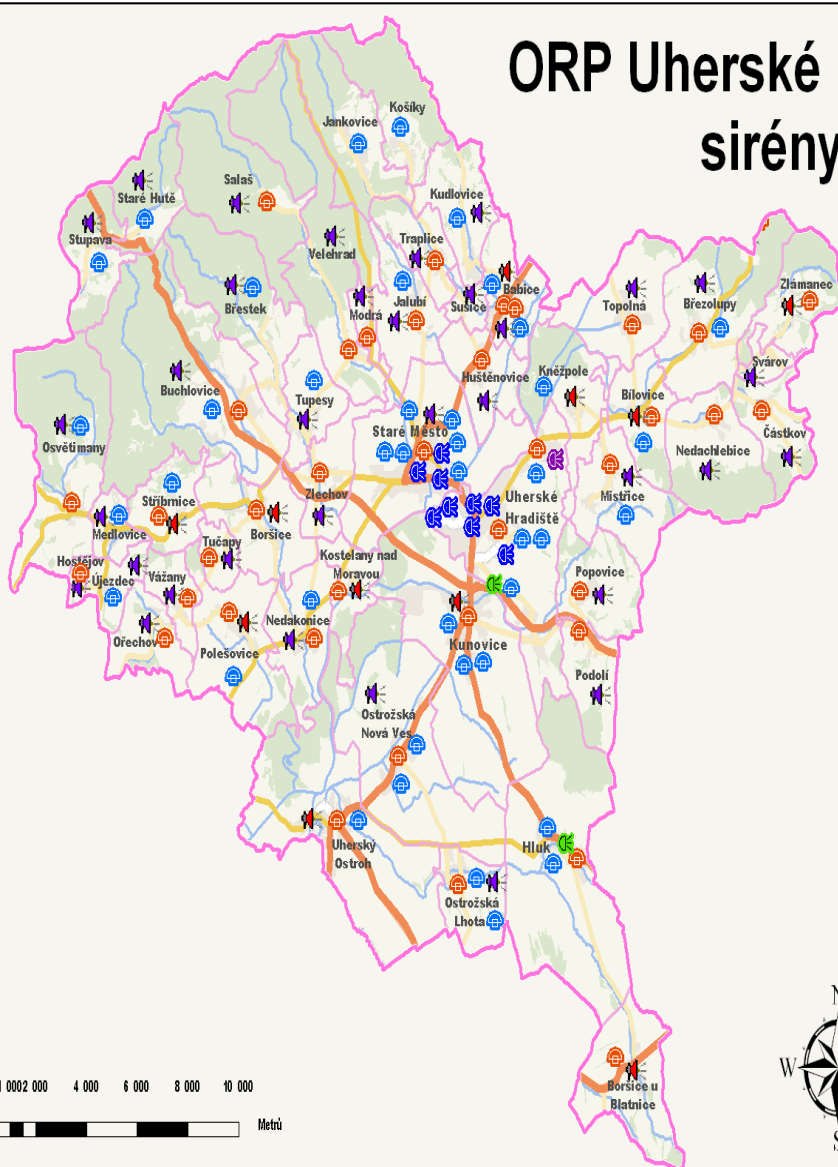 ORP Uherské
sirény
Košíky
Jankovice
Salaš
Staré Hutě
Kudlovice
Stupava
Traplice
Velehrad
Babice
Zlámanec
Břestek
Modrá
Jalubí
Sušice
Topolná
Březolupy
Svárov
Huštěnovice
Kněžpole
Buchlovice
Tupesy
Bílovice
Staré Město
Částkov
Osvětimany
Nedachlebice
Zlechov
Uherské
Hradiště
Mistřice
Stříbrnice
Medlovice
Boršice
Tučapy
Kostelany nad
Moravou
Hostějov
Újezdec
Vážany
Popovice
Nedakonice
Ořechov
Polešovice
Kunovice
Podolí
Ostrožská
Nová Ves
Uherský
Ostroh
Hluk
Ostrožská
Lhota
Boršice u
Blatnice
W
1 0002 000 4 000 6 000 8 000 10 000
Metrů